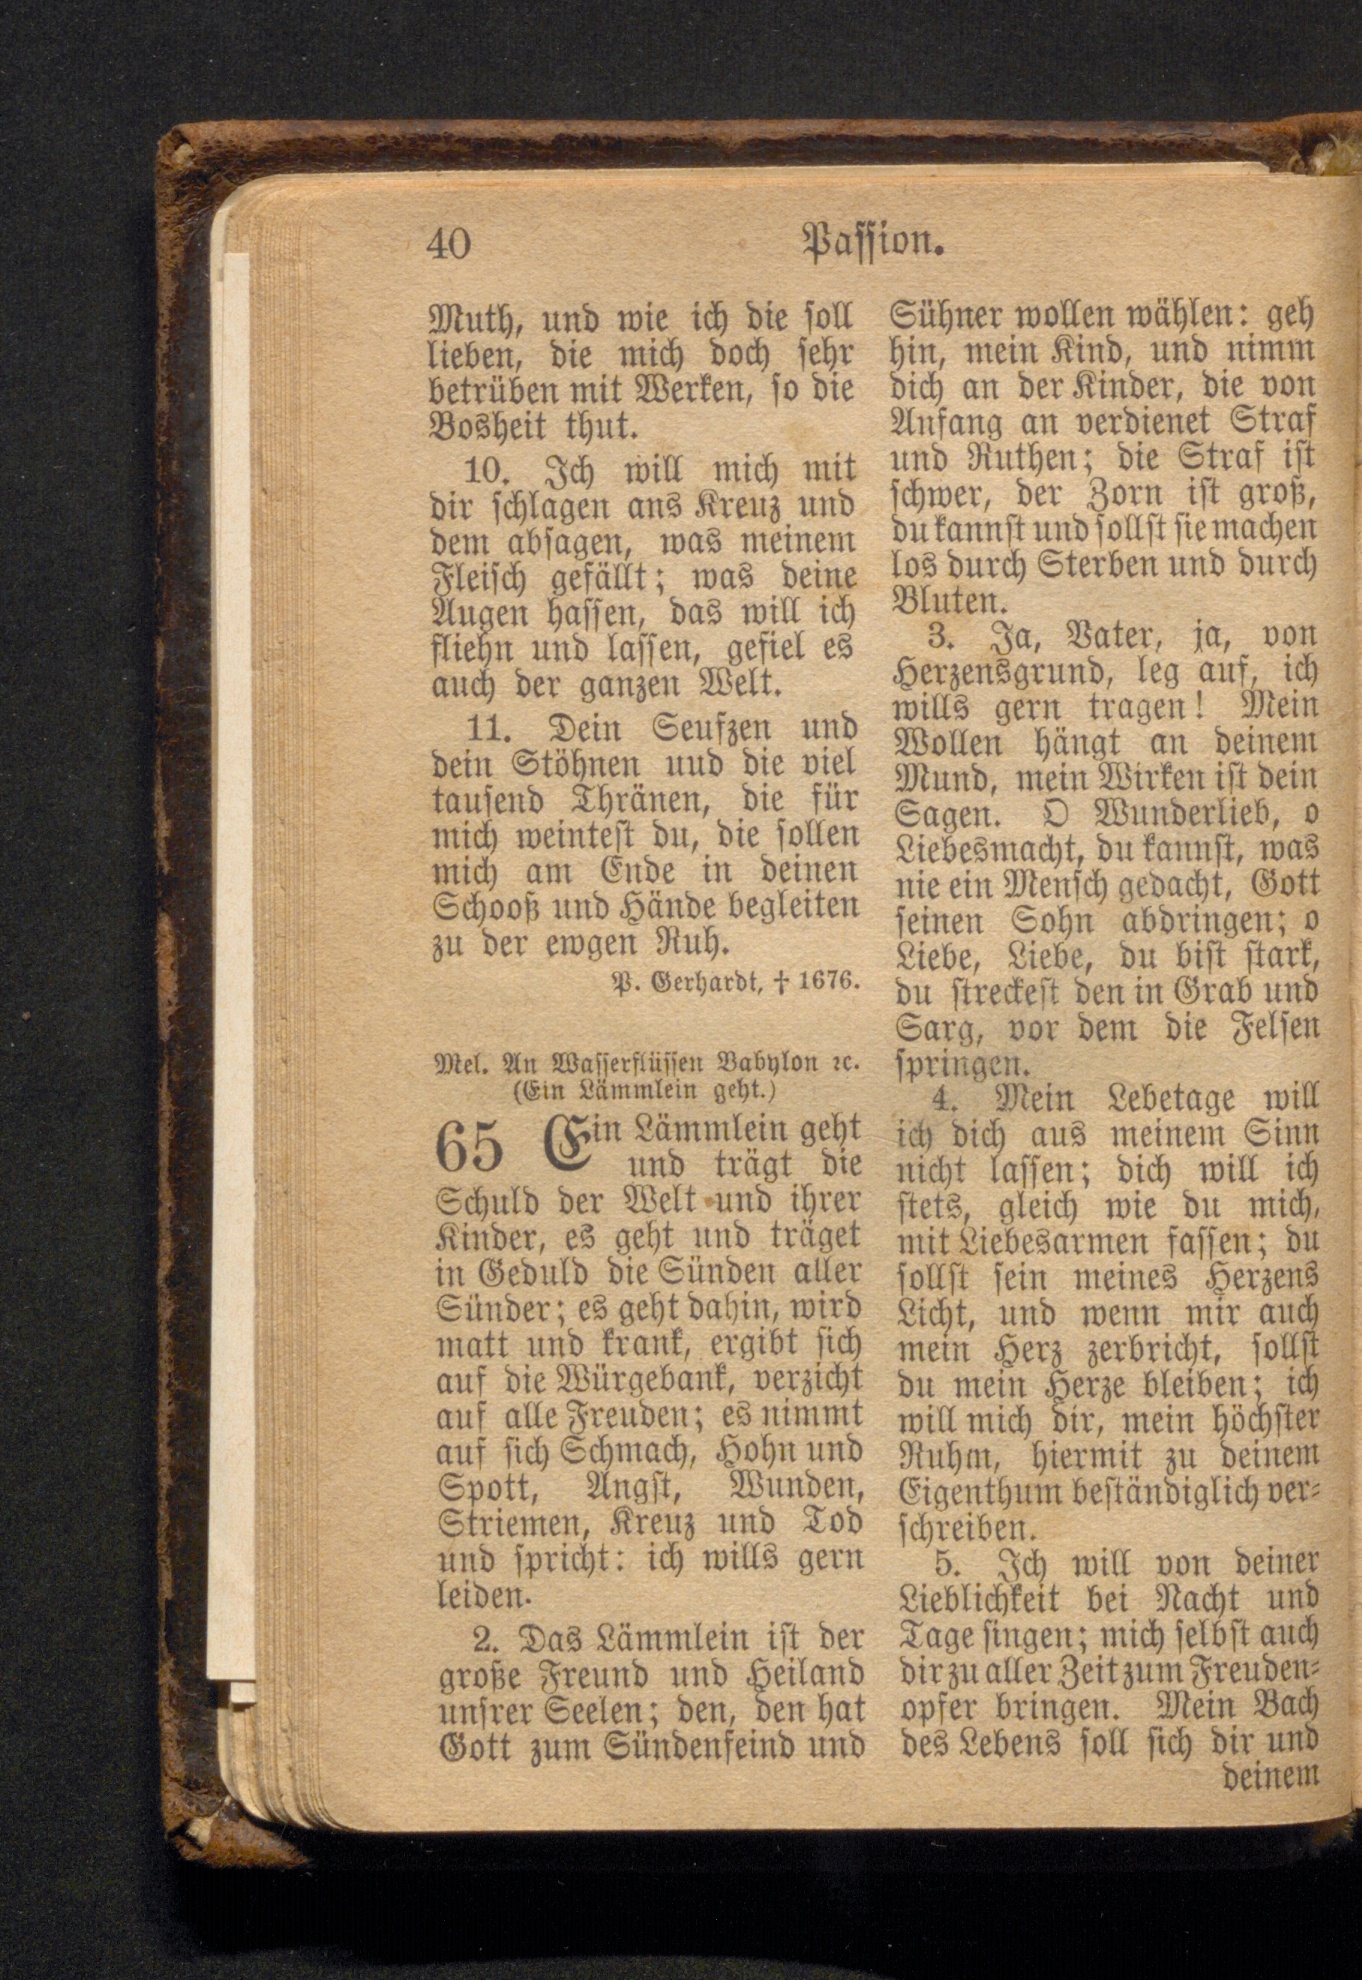 40
Passion.
Muth, und wie ich die soll
lieben, die mich doch sehr
betrüben mit Werken, so die
Bosheit thut.
10. Ich will mich mit
dir schlagen ans Kreuz und
dem absagen, was meinem
Fleisch gefällt; was deine
Augen hassen, das will ich
fliehn und lassen, gefiel es
auch der ganzen Welt.
11. Dein Seufzen und
dein Stöhnen uud die viel
tausend Thränen, die für
mich weintest du, die sollen
mich am Ende in deinen
Schooß und Hände begleiten
zu der ewgen Ruh.
P. Gerhardt, † 1676.
Mel. An Wasserflüssen Babylon ꝛc.
(Ein Lämmlein geht.)
65 Ein Lämmlein geht
und trägt die
Schuld der Welt und ihrer
Kinder, es geht und träget
in Geduld die Sünden aller
Sünder; es geht dahin, wird
matt und krank, ergibt sich
auf die Würgebank, verzicht
auf alle Freuden; es nimmt
auf sich Schmach, Hohn und
Spott, Angst, Wunden,
Striemen, Kreuz und Tod
und spricht: ich wills gern
leiden.
2. Das Lämmlein ist der
große Freund und Heiland
unsrer Seelen; den, den hat
Gott zum Sündenfeind und
Sühner wollen wählen: geh
hin, mein Kind, und nimm
dich an der Kinder, die von
Anfang an verdienet Straf
und Ruthen; die Straf ist
schwer, der Zorn ist groß,
du kannst und sollst sie machen
los durch Sterben und durch
Bluten.
3. Ja, Vater, ja, von
Herzensgrund, leg auf, ich
wills gern tragen! Mein
Wollen hängt an deinem
Mund, mein Wirken ist dein
Sagen. O Wunderlieb, o
Liebesmacht, du kannst, was
nie ein Mensch gedacht, Gott
seinen Sohn abdringen; o
Liebe, Liebe, du bist stark,
du streckest den in Grab und
Sarg, vor dem die Felsen
springen.
4. Mein Lebetage will
ich dich aus meinem Sinn
nicht lassen; dich will ich
stets, gleich wie du mich,
mit Liebesarmen fassen; du
sollst sein meines Herzens
Licht, und wenn mir auch
mein Herz zerbricht, sollst
du mein Herze bleiben; ich
will mich dir, mein höchster
Ruhm, hiermit zu deinem
Eigenthum beständiglich ver-
schreiben.
5. Ich will von deiner
Lieblichkeit bei Nacht und
Tage singen; mich selbst auch
dir zu aller Zeit zum Freuden-
opfer bringen. Mein Bach
des Lebens soll sich dir und
deinem